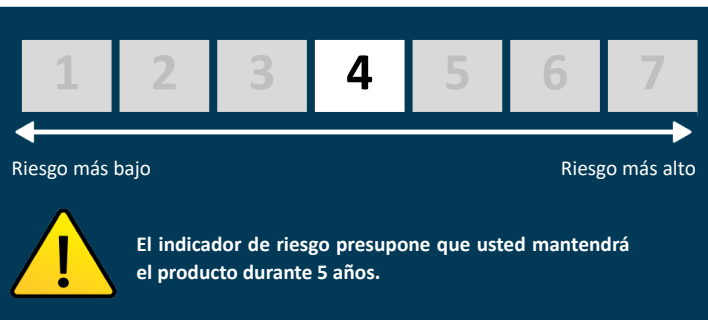 1 2 3 4 5 6 7
Riesgo más bajo Riesgo más alto
El indicador de riesgo presupone que usted mantendrá
el producto durante 5 años.